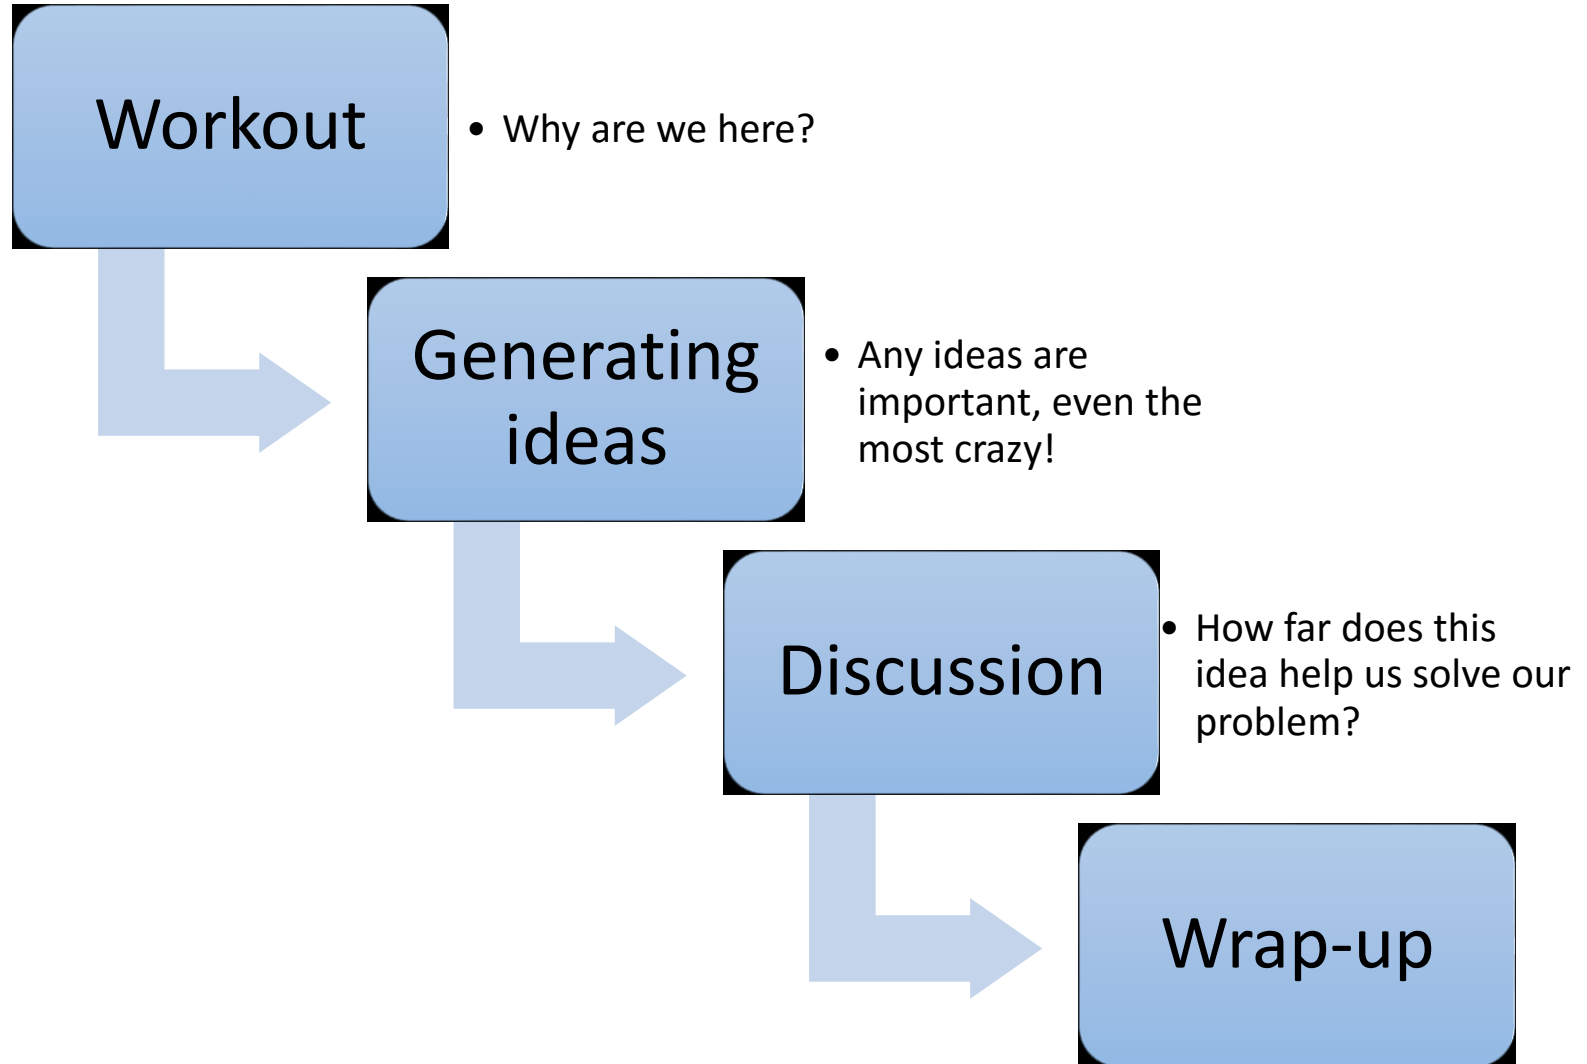 Workout
• Why are we here?
Generating
ideas
• Any ideas are
important, even the
most crazy!
Discussion
• How far does this
idea help us solve our
problem?
Wrap-up